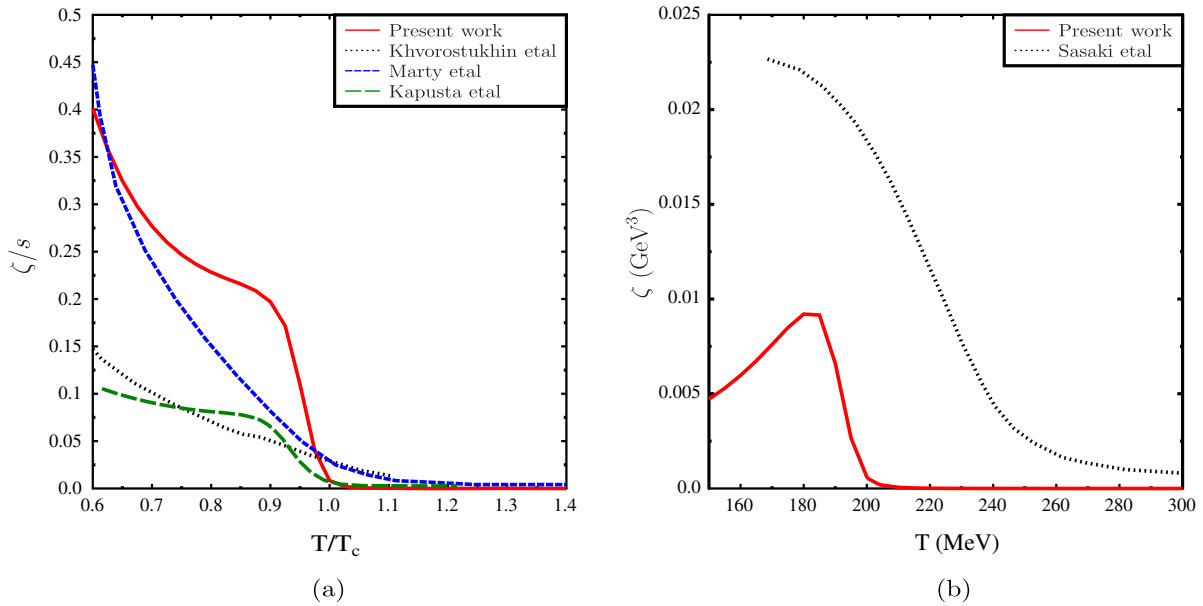 0.5
0.45
0.4
0.35
0.3
0.25
0.2
0.15
0.1
0.05
0.0
ζ/s
0.6 0.7 0.8 0.9 1.0 1.1 1.2 1.3 1.4
T/T_c
Present work
Khvorostukhin etal
Marty etal
Kapusta etal
(a)
0.025
0.02
0.015
0.01
0.005
0.0
ζ (GeV³)
160 180 200 220 240 260 280 300
T (MeV)
Present work
Sasaki etal
(b)